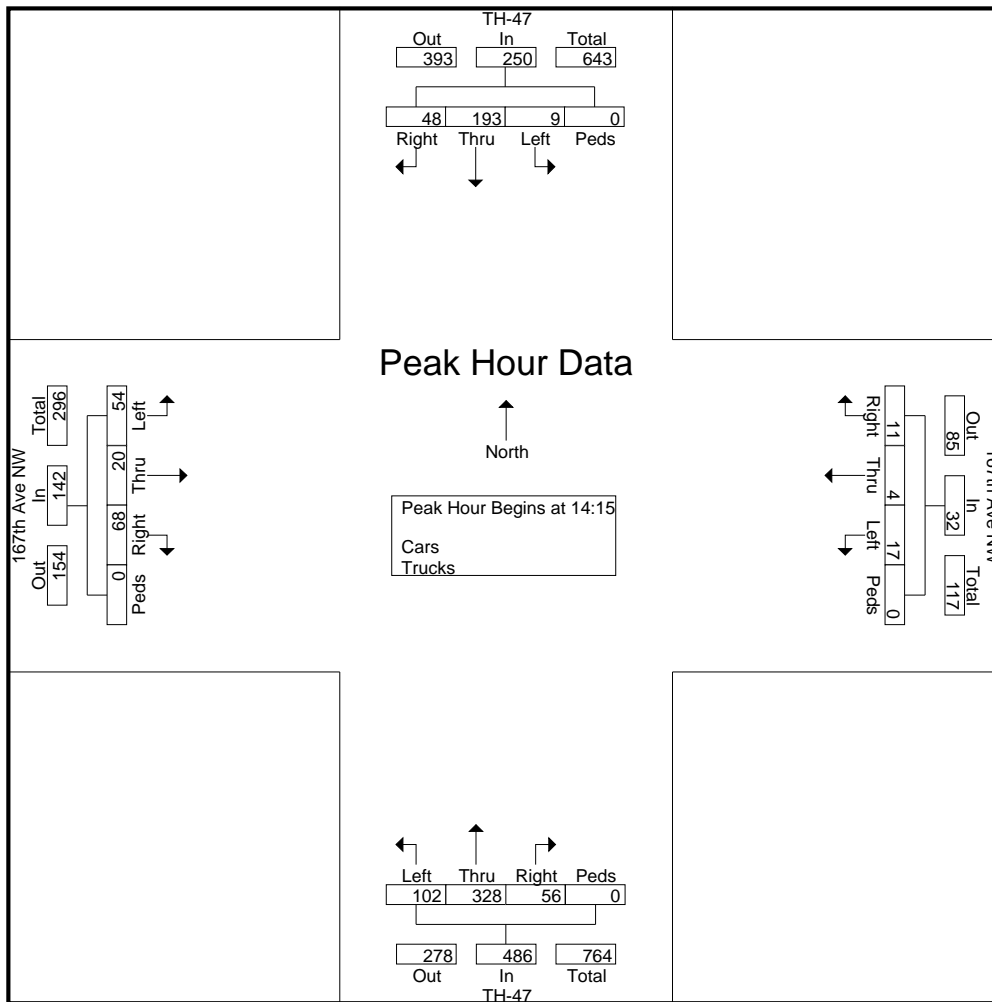 TH-47
Out In Total
393 250 643
48 193 9 0
Right Thru Left Peds
Peak Hour Data
North
Peak Hour Begins at 14:15
Cars
Trucks
167th Ave NW
Total In Out
296 142 154
54 20 68 0
Left Thru Right Peds
Right Thru Left Peds
11 4 17 0
Out In Total
85 32 117
Ave NW
Left Thru Right Peds
102 328 56 0
278 486 764
Out In Total
TH-47